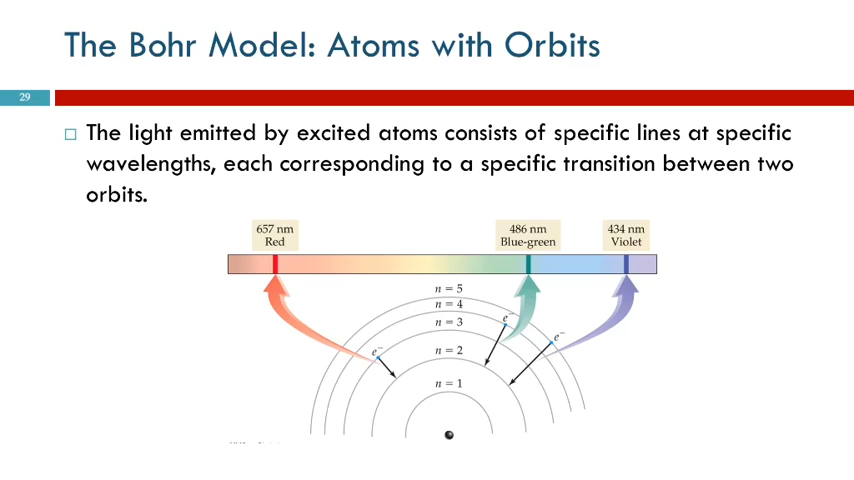 The Bohr Model: Atoms with Orbits
29
The light emitted by excited atoms consists of specific lines at specific
wavelengths, each corresponding to a specific transition between two
orbits.
657 nm
Red
486 nm
Blue-green
434 nm
Violet
n = 5
n = 4
n = 3
n = 2
n = 1
e⁻
e⁻
e⁻